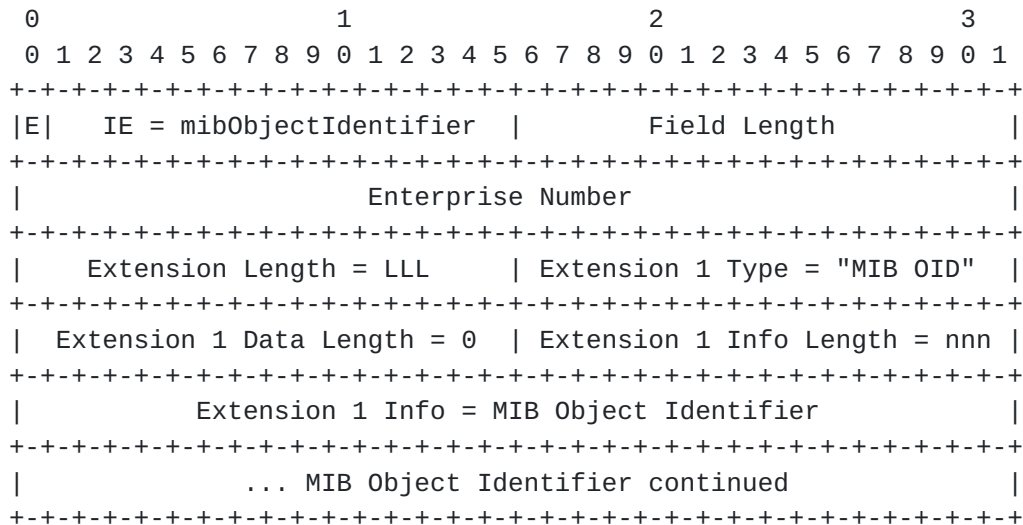 0                   1                   2                   3
 0 1 2 3 4 5 6 7 8 9 0 1 2 3 4 5 6 7 8 9 0 1 2 3 4 5 6 7 8 9 0 1
+-+-+-+-+-+-+-+-+-+-+-+-+-+-+-+-+-+-+-+-+-+-+-+-+-+-+-+-+-+-+-+-+
|E|   IE = mibObjectIdentifier  |        Field Length           |
+-+-+-+-+-+-+-+-+-+-+-+-+-+-+-+-+-+-+-+-+-+-+-+-+-+-+-+-+-+-+-+-+
|                      Enterprise Number                        |
+-+-+-+-+-+-+-+-+-+-+-+-+-+-+-+-+-+-+-+-+-+-+-+-+-+-+-+-+-+-+-+-+
|    Extension Length = LLL     | Extension 1 Type = "MIB OID"  |
+-+-+-+-+-+-+-+-+-+-+-+-+-+-+-+-+-+-+-+-+-+-+-+-+-+-+-+-+-+-+-+-+
|  Extension 1 Data Length = 0  | Extension 1 Info Length = nnn |
+-+-+-+-+-+-+-+-+-+-+-+-+-+-+-+-+-+-+-+-+-+-+-+-+-+-+-+-+-+-+-+-+
|           Extension 1 Info = MIB Object Identifier            |
+-+-+-+-+-+-+-+-+-+-+-+-+-+-+-+-+-+-+-+-+-+-+-+-+-+-+-+-+-+-+-+-+
|              ... MIB Object Identifier continued              |
+-+-+-+-+-+-+-+-+-+-+-+-+-+-+-+-+-+-+-+-+-+-+-+-+-+-+-+-+-+-+-+-+